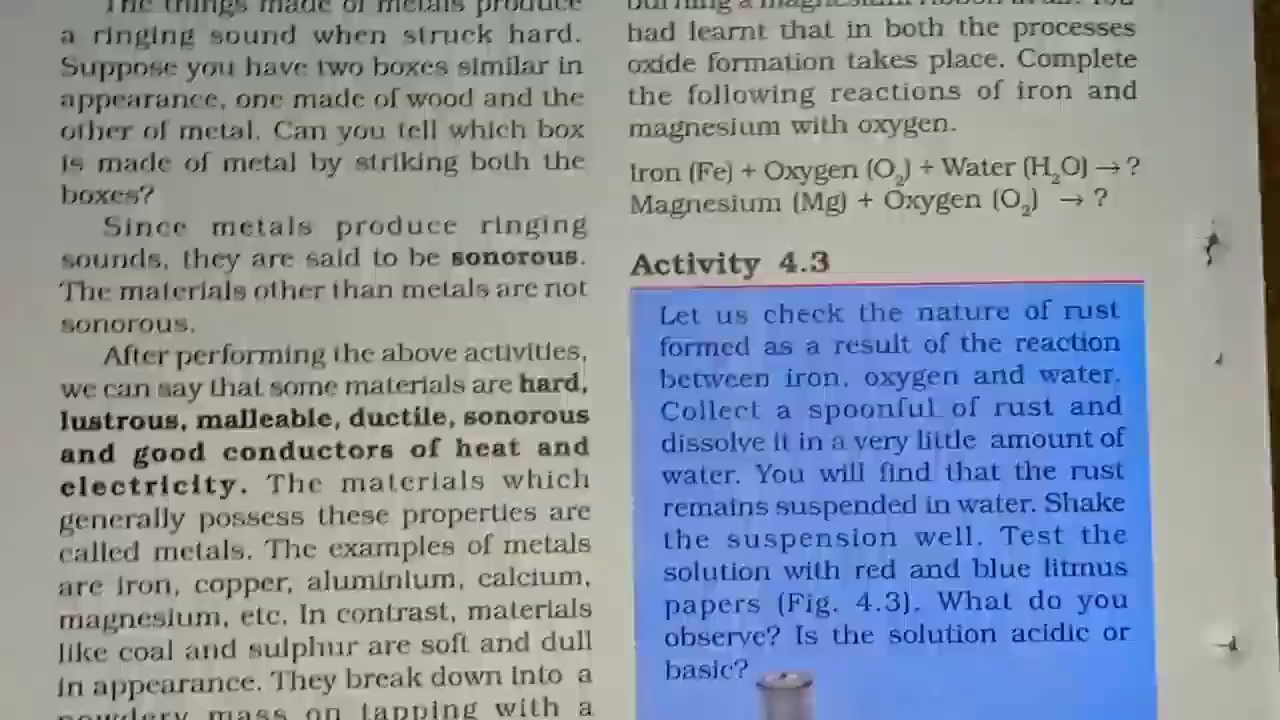 The things made of metals produce
a ringing sound when struck hard.
Suppose you have two boxes similar in
appearance, one made of wood and the
other of metal. Can you tell which box
is made of metal by striking both the
boxes?
Since metals produce ringing
sounds, they are said to be sonorous.
The materials other than metals are not
sonorous.
After performing the above activities,
we can say that some materials are hard,
lustrous, malleable, ductile, sonorous
and good conductors of heat and
electricity. The materials which
generally possess these properties are
called metals. The examples of metals
are iron, copper, aluminium, calcium,
magnesium, etc. In contrast, materials
like coal and sulphur are soft and dull
in appearance. They break down into a
powdery mass on tapping with a
had learnt that in both the processes
oxide formation takes place. Complete
the following reactions of iron and
magnesium with oxygen.
Iron (Fe) + Oxygen (O₂) + Water (H₂O) → ?
Magnesium (Mg) + Oxygen (O₂) → ?
Activity 4.3
Let us check the nature of rust
formed as a result of the reaction
between iron, oxygen and water.
Collect a spoonful of rust and
dissolve it in a very little amount of
water. You will find that the rust
remains suspended in water. Shake
the suspension well. Test the
solution with red and blue litmus
papers (Fig. 4.3). What do you
observe? Is the solution acidic or
basic?